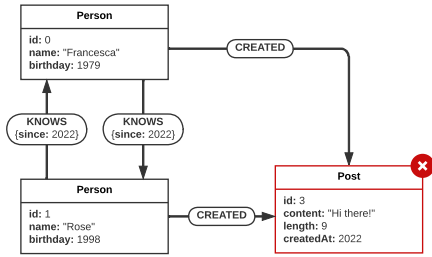 Person
id: 0
name: "Francesca"
birthday: 1979
CREATED
KNOWS
{since: 2022}
KNOWS
{since: 2022}
Person
id: 1
name: "Rose"
birthday: 1998
CREATED
Post
id: 3
content: "Hi there!"
length: 9
createdAt: 2022